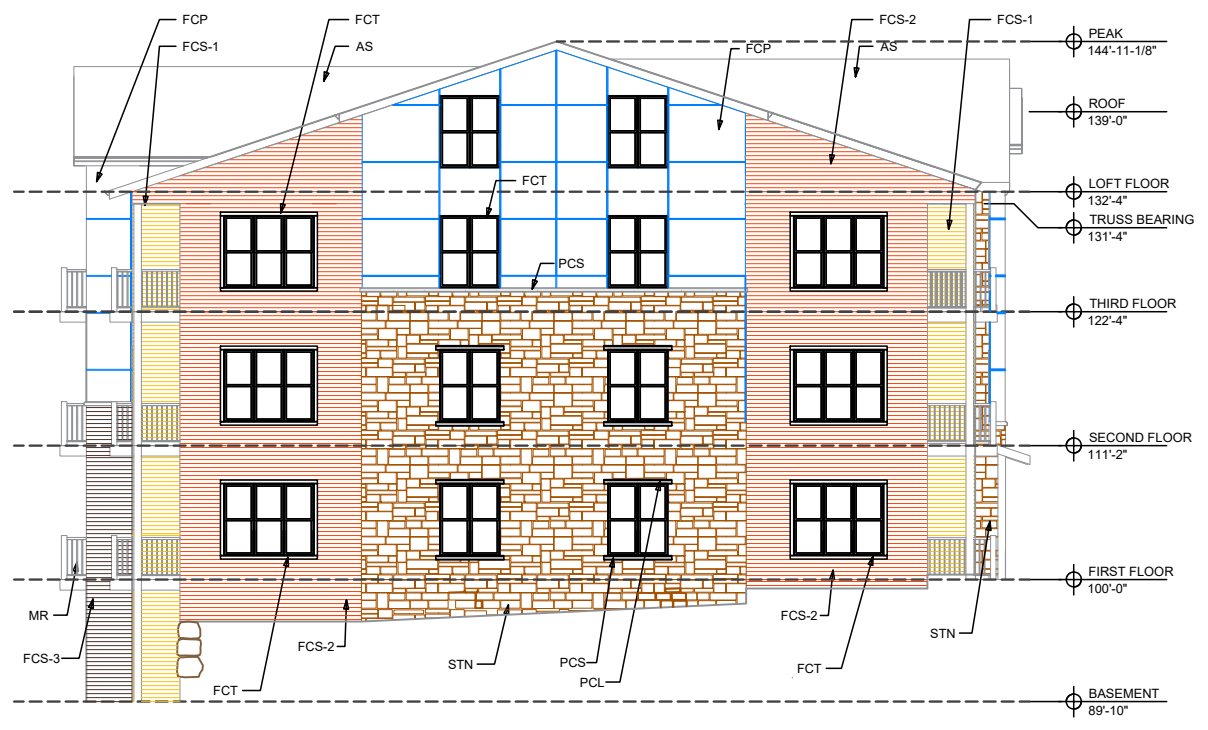 FCP
FCT
FCS-2
FCS-1
FCS-1
AS
FCP
AS
PEAK
144'-11-1/8"
ROOF
139'-0"
FCT
LOFT FLOOR
132'-4"
TRUSS BEARING
131'-4"
PCS
THIRD FLOOR
122'-4"
SECOND FLOOR
111'-2"
FIRST FLOOR
100'-0"
MR
FCS-2
STN
FCS-3
FCS-2
STN
PCS
FCT
FCT
PCL
BASEMENT
89'-10"